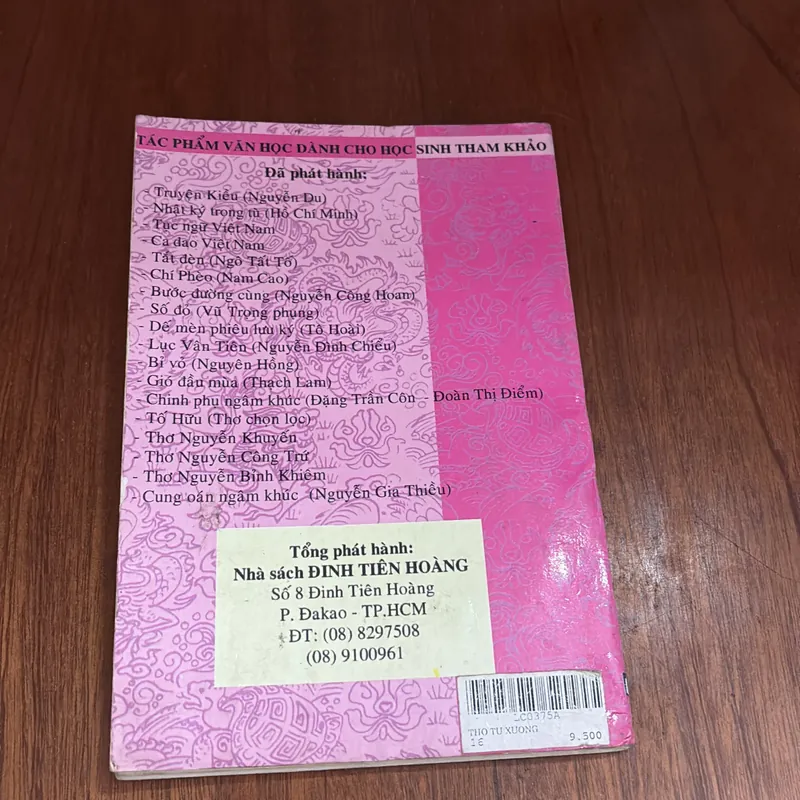 TÁC PHẨM VĂN HỌC DÀNH CHO HỌC SINH THAM KHẢO
Đã phát hành:
- Truyện Kiều (Nguyễn Du)
- Nhật ký trong tù (Hồ Chí Minh)
- Tục ngữ Việt Nam
- Ca dao Việt Nam
- Tắt đèn (Ngô Tất Tố)
- Chí Phèo (Nam Cao)
- Bước đường cùng (Nguyễn Công Hoan)
- Số đỏ (Vũ Trọng phụng)
- Dế mèn phiêu lưu ký (Tô Hoài)
- Lục Vân Tiên (Nguyễn Đình Chiểu)
- Bỉ vỏ (Nguyên Hồng)
- Gió đầu mùa (Thạch Lam)
- Chinh phụ ngâm khúc (Đặng Trần Côn - Đoàn Thị Điểm)
- Tố Hữu (Thơ chọn lọc)
- Thơ Nguyễn Khuyến
- Thơ Nguyễn Công Trứ
- Thơ Nguyễn Bỉnh Khiêm
- Cung oán ngâm khúc (Nguyễn Gia Thiều)
Tổng phát hành:
Nhà sách ĐINH TIÊN HOÀNG
Số 8 Đinh Tiên Hoàng
P. Đakao - TP.HCM
ĐT: (08) 8297508
(08) 9100961
LC0375A
THO TU XUONG
16 9.500